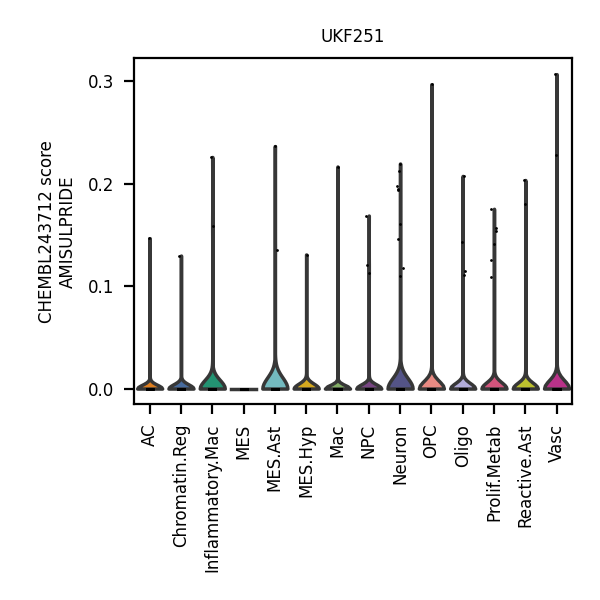 UKF251
CHEMBL243712 score
AMISULPRIDE
0.3
0.2
0.1
0.0
AC
Chromatin.Reg
Inflammatory.Mac
MES
MES.Ast
MES.Hyp
Mac
NPC
Neuron
OPC
Oligo
Prolif.Metab
Reactive.Ast
Vasc